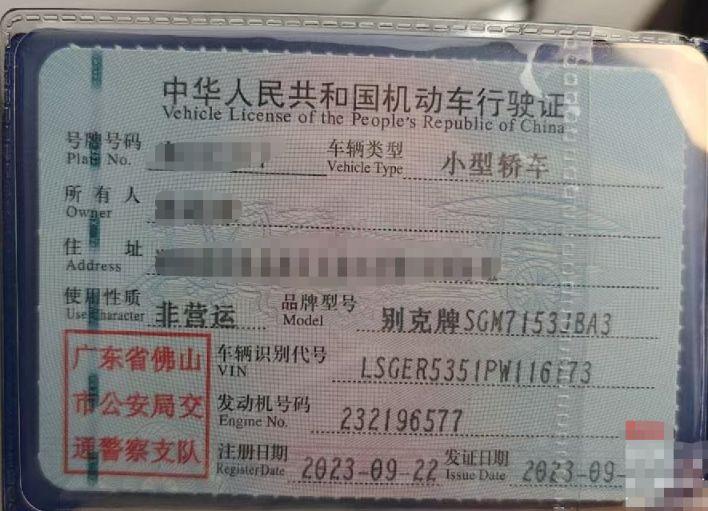 中华人民共和国机动车行驶证
Vehicle License of the People's Republic of China
号牌号码 车辆类型 小型轿车
Plate No. Vehicle Type
所有人
Owner
住址
Address
使用性质 非营运 品牌型号 别克牌SGM7153JBA3
Use Character Model
广东省佛山
市公安局交
通警察支队
车辆识别代号 LSGER5351PW116173
VIN
发动机号码 232196577
Engine No.
注册日期 2023-09-22 发证日期 2023-09-
Register Date Issue Date